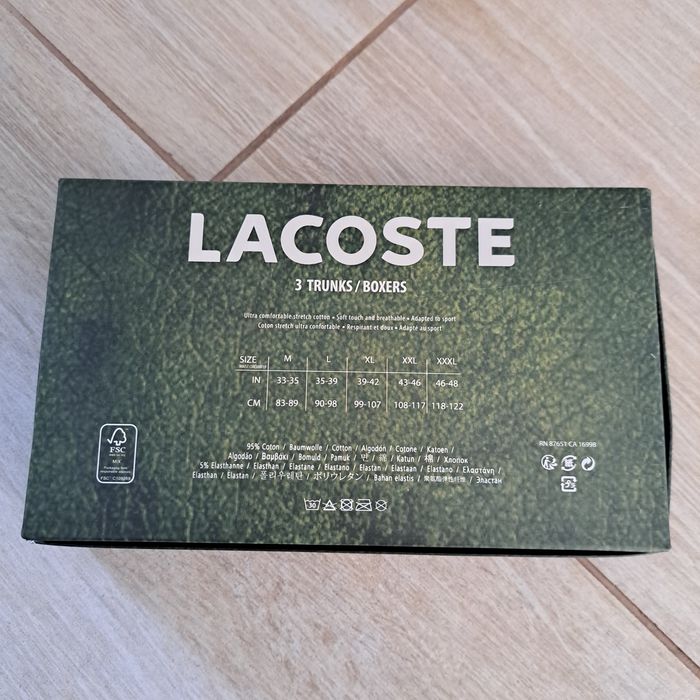 LACOSTE
3 TRUNKS/BOXERS
Ultra comfortable stretch cotton • Soft touch and breathable • Adapted to sport
Coton stretch ultra confortable • Respirant et doux • Adapté au sport
SIZE M L XL XXL XXXL
IN 33-35 35-39 39-42 43-46 46-48
CM 83-89 90-98 99-107 108-117 118-122
95% Coton / Baumwolle / Cotton / Algodón / Cotone / Katoen /
Algodão / Βαμβάκι / Bomuld / Pamuk / 면 / 綿 / Katun / 棉 / Хлопок
5% Elasthanne / Elasthan / Elastane / Elastano / Elastan / Elastaan / Elastano / Ελαστάνη /
Elasthan / Elastan / 폴리우레탄 / ポリウレタン / Bahan elastis / 聚氨酯弹性纤维 / Эластан
30
RN 87651-CA 16998
FSC
MIX